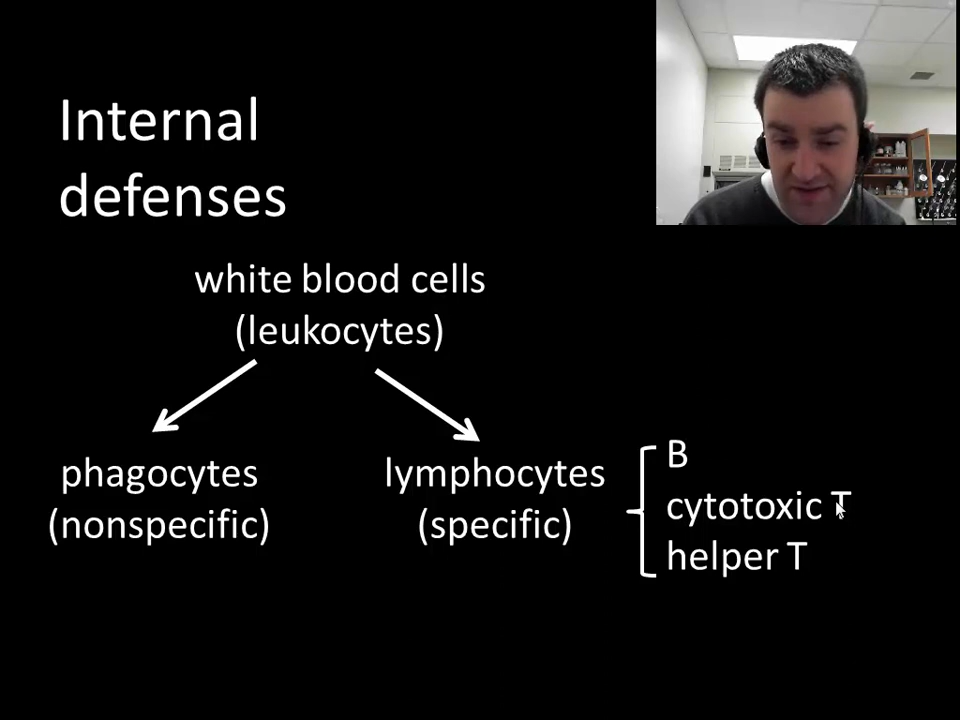 Internal
defenses
white blood cells
(leukocytes)
phagocytes
(nonspecific)
lymphocytes
(specific)
B
cytotoxic T
helper T